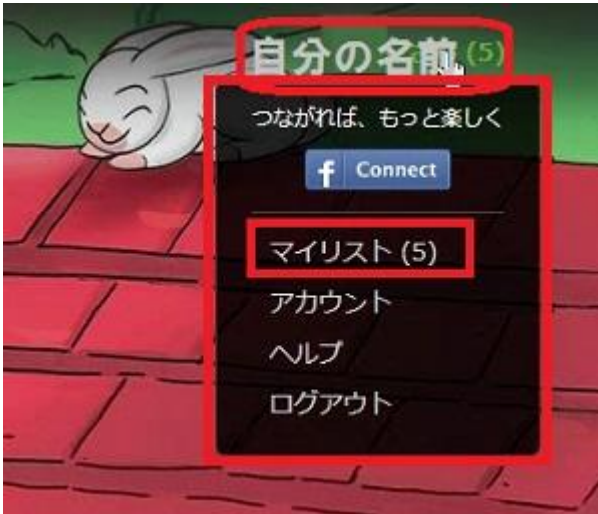 自分の名前 (5)
つながれば、もっと楽しく
f Connect
マイリスト (5)
アカウント
ヘルプ
ログアウト